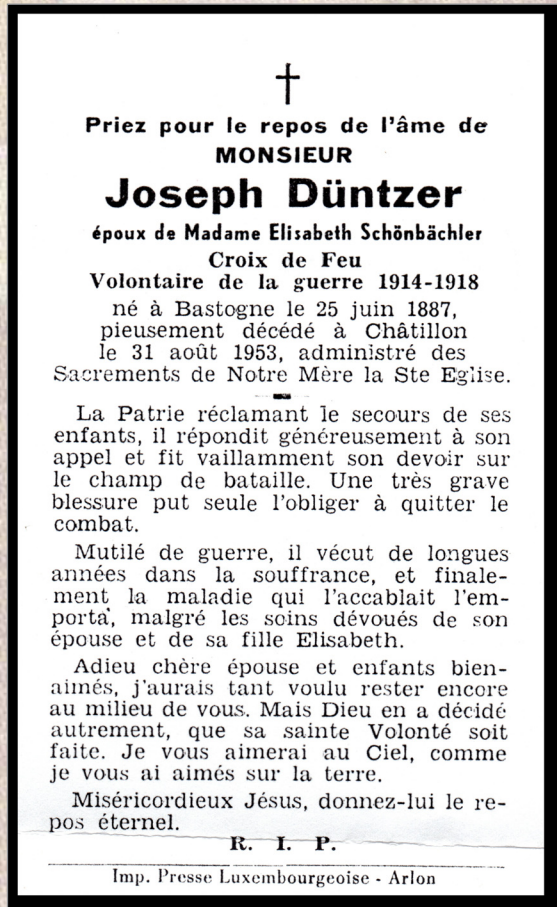 Priez pour le repos de l'âme de
MONSIEUR
Joseph Düntzer
époux de Madame Elisabeth Schönbächler
Croix de Feu
Volontaire de la guerre 1914-1918
né à Bastogne le 25 juin 1887,
pieusement décédé à Châtillon
le 31 août 1953, administré des
Sacrements de Notre Mère la Ste Eglise.
La Patrie réclamant le secours de ses
enfants, il répondit généreusement à son
appel et fit vaillamment son devoir sur
le champ de bataille. Une très grave
blessure put seule l'obliger à quitter le
combat.
Mutilé de guerre, il vécut de longues
années dans la souffrance, et finale-
ment la maladie qui l'accablait l'em-
porta, malgré les soins dévoués de son
épouse et de sa fille Elisabeth.
Adieu chère épouse et enfants bien-
aimés, j'aurais tant voulu rester encore
au milieu de vous. Mais Dieu en a décidé
autrement, que sa sainte Volonté soit
faite. Je vous aimerai au Ciel, comme
je vous ai aimés sur la terre.
Miséricordieux Jésus, donnez-lui le re-
pos éternel.
R. I. P.
Imp. Presse Luxembourgeoise - Arlon